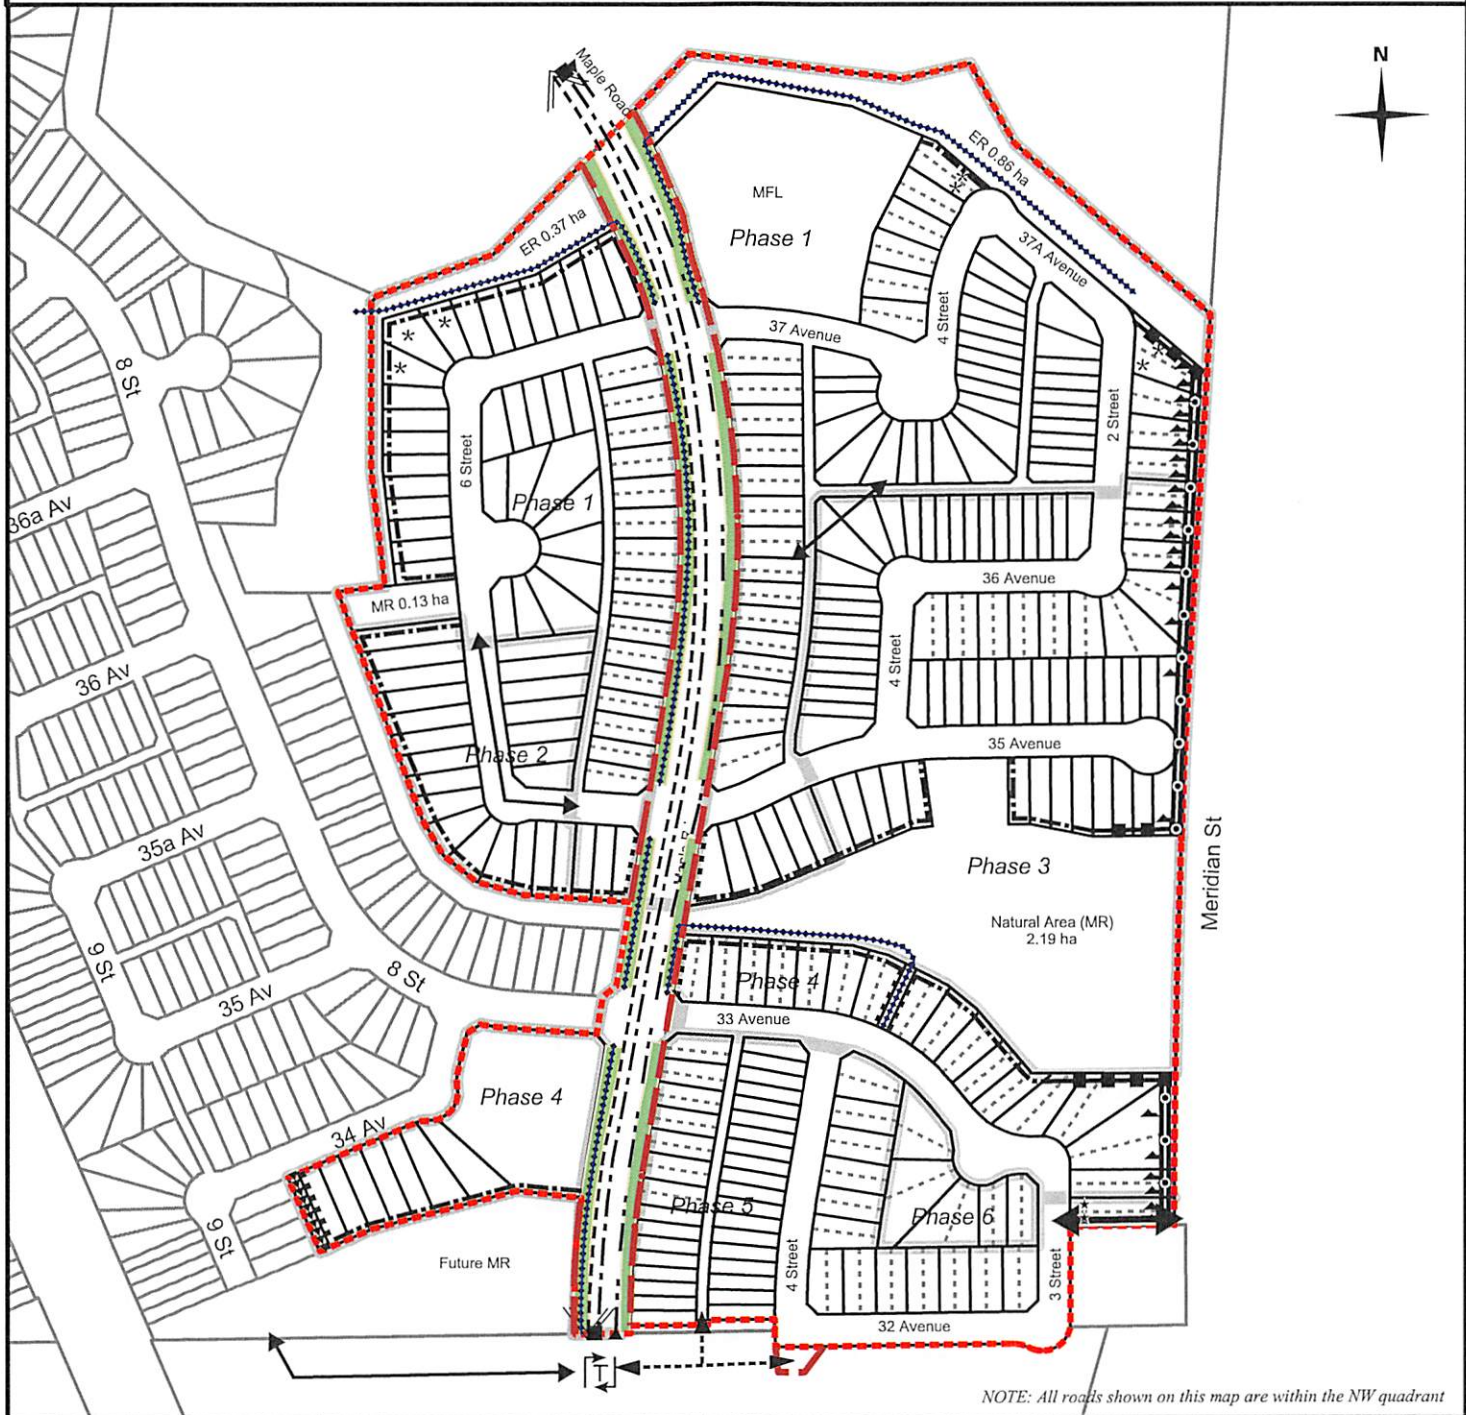 N
Maple Road
ER 0.86 ha
MFL
Phase 1
ER 0.37 ha
37A Avenue
4 Street
37 Avenue
8 St
2 Street
6 Street
Phase 1
36a Av
36 Avenue
MR 0.13 ha
4 Street
36 Av
35 Avenue
Phase 2
35a Av
Phase 3
Meridian St
Natural Area (MR)
2.19 ha
9 St
8 St
Phase 4
35 Av
33 Avenue
Phase 4
34 Av
Phase 5
Phase 6
9 St
Future MR
4 Street
3 Street
32 Avenue
T
NOTE: All roads shown on this map are within the NW quadrant